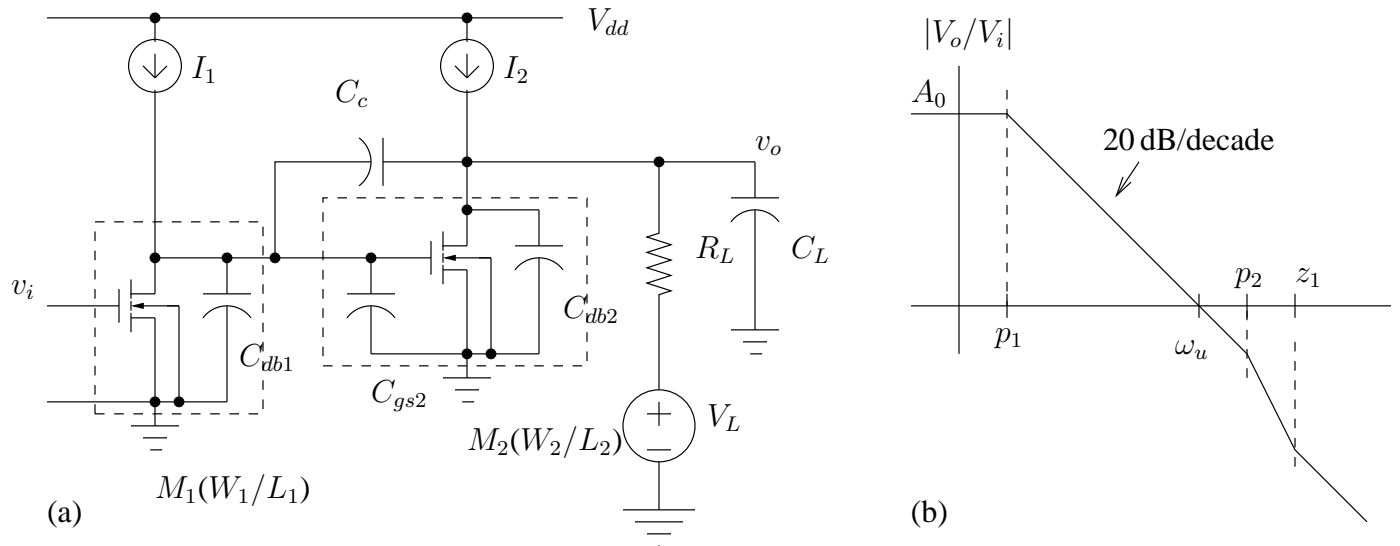 V_dd
I_1
I_2
C_c
v_o
v_i
R_L
C_L
C_db2
C_db1
C_gs2
M_2(W_2/L_2)
V_L
M_1(W_1/L_1)
(a)
|V_o/V_i|
A_0
20 dB/decade
p_2
z_1
p_1
ω_u
(b)